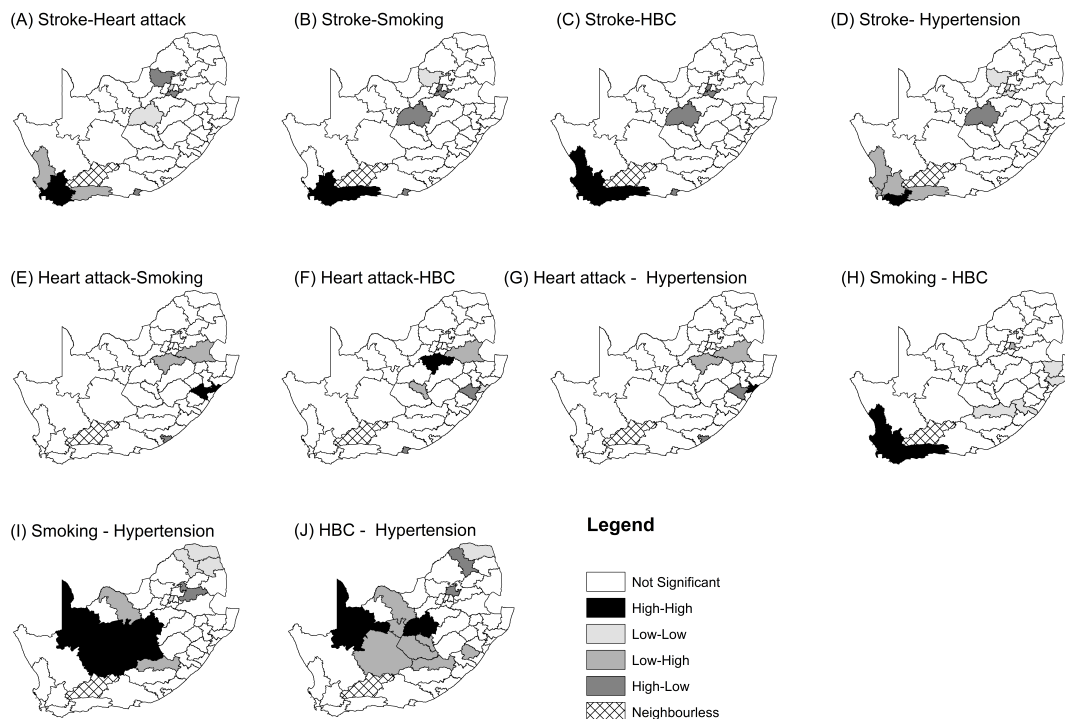 (A) Stroke-Heart attack
(B) Stroke-Smoking
(C) Stroke-HBC
(D) Stroke- Hypertension
(E) Heart attack-Smoking
(F) Heart attack-HBC
(G) Heart attack - Hypertension
(H) Smoking - HBC
(I) Smoking - Hypertension
(J) HBC - Hypertension
Legend
Not Significant
High-High
Low-Low
Low-High
High-Low
Neighbourless